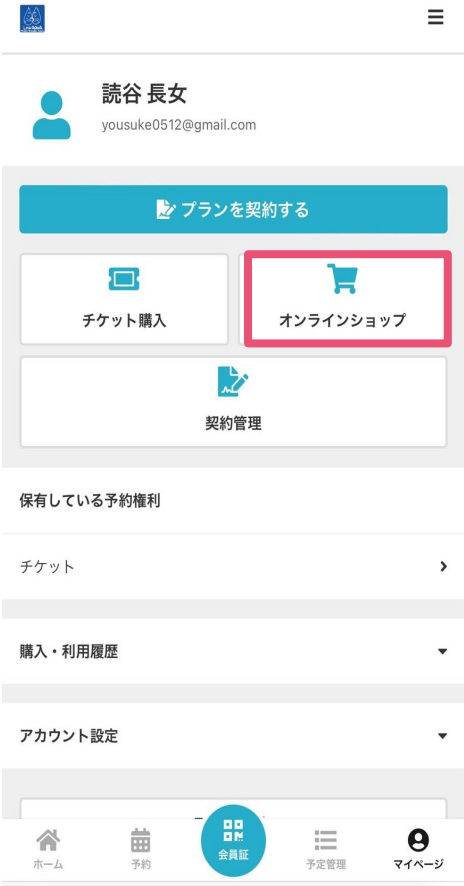 読谷 長女
yousuke0512@gmail.com
プランを契約する
チケット購入
オンラインショップ
契約管理
保有している予約権利
チケット
購入・利用履歴
アカウント設定
ホーム
予約
会員証
予定管理
マイページ